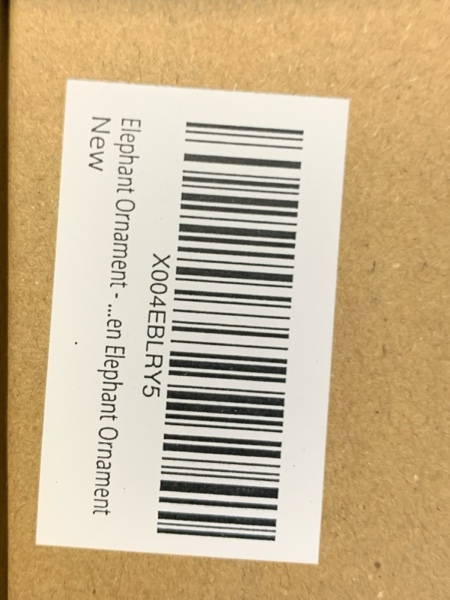 X004EBLRY5
Elephant Ornament - ...en Elephant Ornament
New